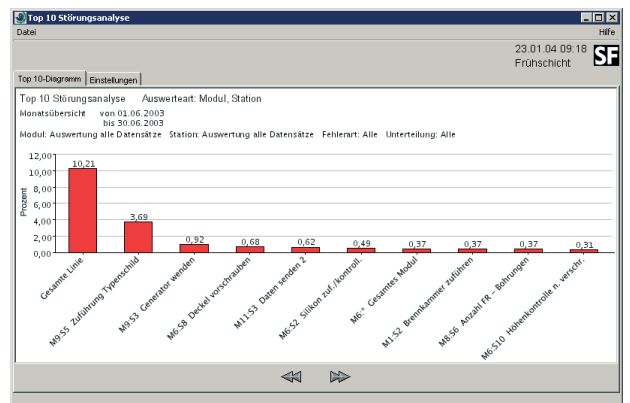 Top 10 Störungsanalyse
Datei Hilfe
23.01.04 09:18
Frühschicht
SF
Top 10-Diagramm Einstellungen
Top 10 Störungsanalyse Auswerteart: Modul, Station
Monatsübersicht von 01.06.2003
bis 30.06.2003
Modul: Auswertung alle Datensätze Station: Auswertung alle Datensätze Fehlerart: Alle Unterteilung: Alle
Prozent
12,00
10,00
8,00
6,00
4,00
2,00
0,00
10,21
3,69
0,92
0,68
0,62
0,49
0,37
0,37
0,37
0,31
Gesamte Linie
M9:S5 Zuführung Typenschild
M9:S3 Generator wenden
M6:S8 Deckel vorschrauben
M11:S3 Daten senden 2
M6:S2 Silikon zuf./kontroll.
M6:* Gesamtes Modul
M1:S2 Brennkammer zuführen
M8:S6 Anzahl FR - Bohrungen
M6:S10 Höhenkontrolle n. verschr.